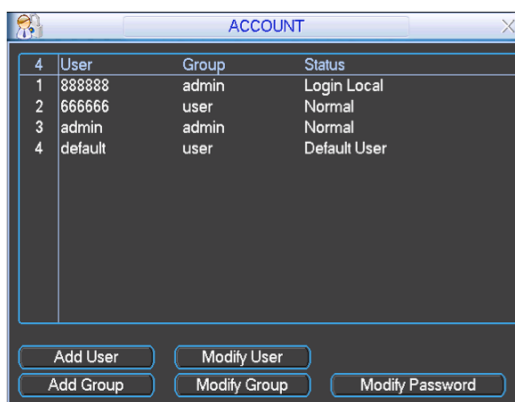 ACCOUNT
4 User Group Status
1 888888 admin Login Local
2 666666 user Normal
3 admin admin Normal
4 default user Default User
Add User Modify User
Add Group Modify Group Modify Password